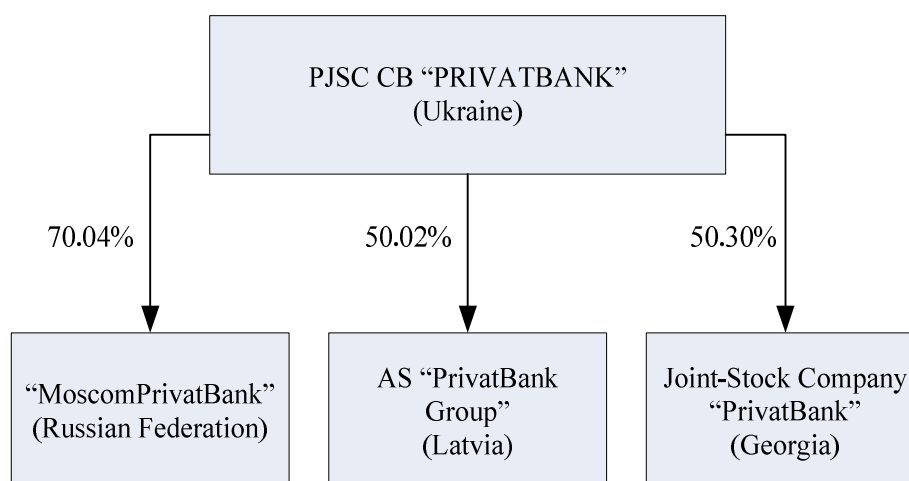 PJSC CB “PRIVATBANK”
(Ukraine)
70.04%
50.02%
50.30%
“MoscomPrivatBank”
(Russian Federation)
AS “PrivatBank
Group”
(Latvia)
Joint-Stock Company
“PrivatBank”
(Georgia)